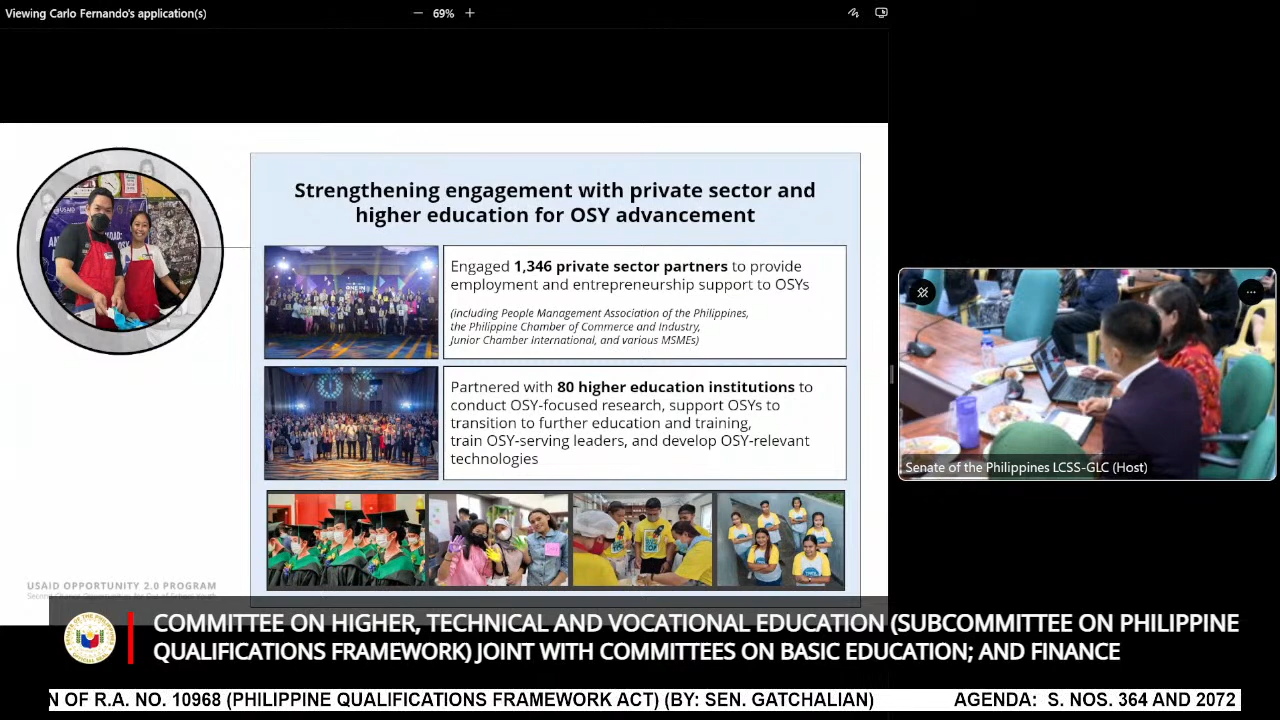 Viewing Carlo Fernando's application(s)
— 69% +
Strengthening engagement with private sector and
higher education for OSY advancement
Engaged 1,346 private sector partners to provide
employment and entrepreneurship support to OSYs
(including People Management Association of the Philippines,
the Philippine Chamber of Commerce and Industry,
Junior Chamber International, and various MSMEs)
Partnered with 80 higher education institutions to
conduct OSY-focused research, support OSYs to
transition to further education and training,
train OSY-serving leaders, and develop OSY-relevant
technologies
USAID
USAID OPPORTUNITY 2.0 PROGRAM
Senate of the Philippines LCSS-GLC (Host)
COMMITTEE ON HIGHER, TECHNICAL AND VOCATIONAL EDUCATION (SUBCOMMITTEE ON PHILIPPINE
QUALIFICATIONS FRAMEWORK) JOINT WITH COMMITTEES ON BASIC EDUCATION; AND FINANCE
N OF R.A. NO. 10968 (PHILIPPINE QUALIFICATIONS FRAMEWORK ACT) (BY: SEN. GATCHALIAN) AGENDA: S. NOS. 364 AND 2072